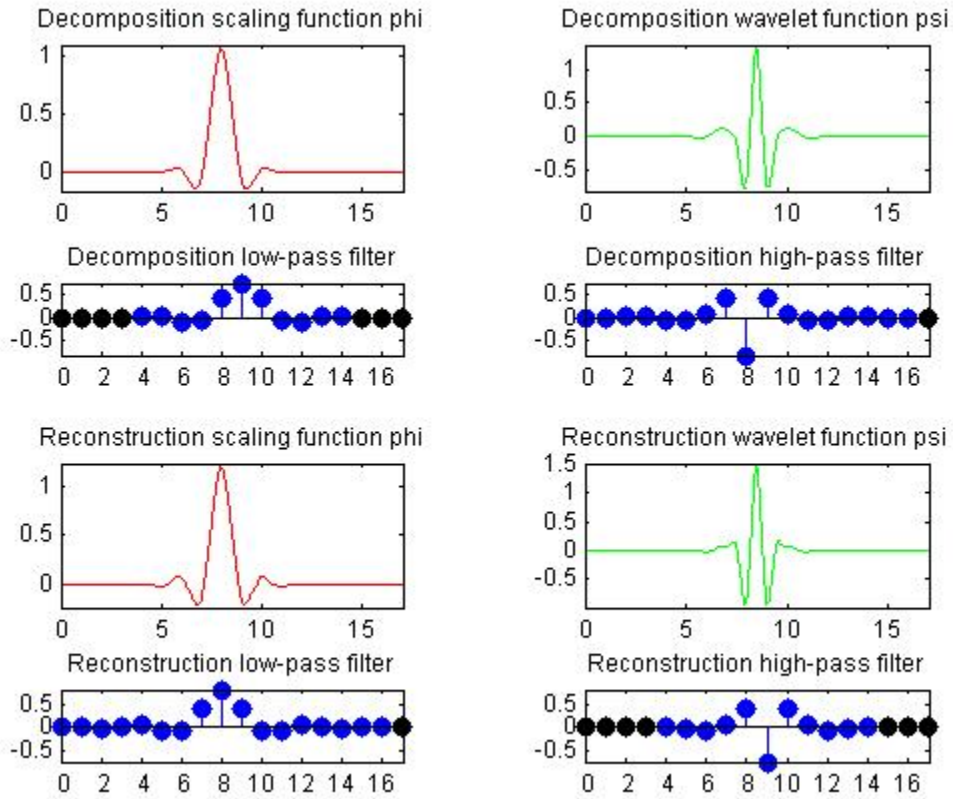 Decomposition scaling function phi
1
0.5
0
0 5 10 15
Decomposition wavelet function psi
1
0.5
0
-0.5
0 5 10 15
Decomposition low-pass filter
0.5
0
-0.5
0 2 4 6 8 10 12 14 16
Decomposition high-pass filter
0.5
0
-0.5
0 2 4 6 8 10 12 14 16
Reconstruction scaling function phi
1
0.5
0
0 5 10 15
Reconstruction wavelet function psi
1.5
1
0.5
0
-0.5
0 5 10 15
Reconstruction low-pass filter
0.5
0
-0.5
0 2 4 6 8 10 12 14 16
Reconstruction high-pass filter
0.5
0
-0.5
0 2 4 6 8 10 12 14 16